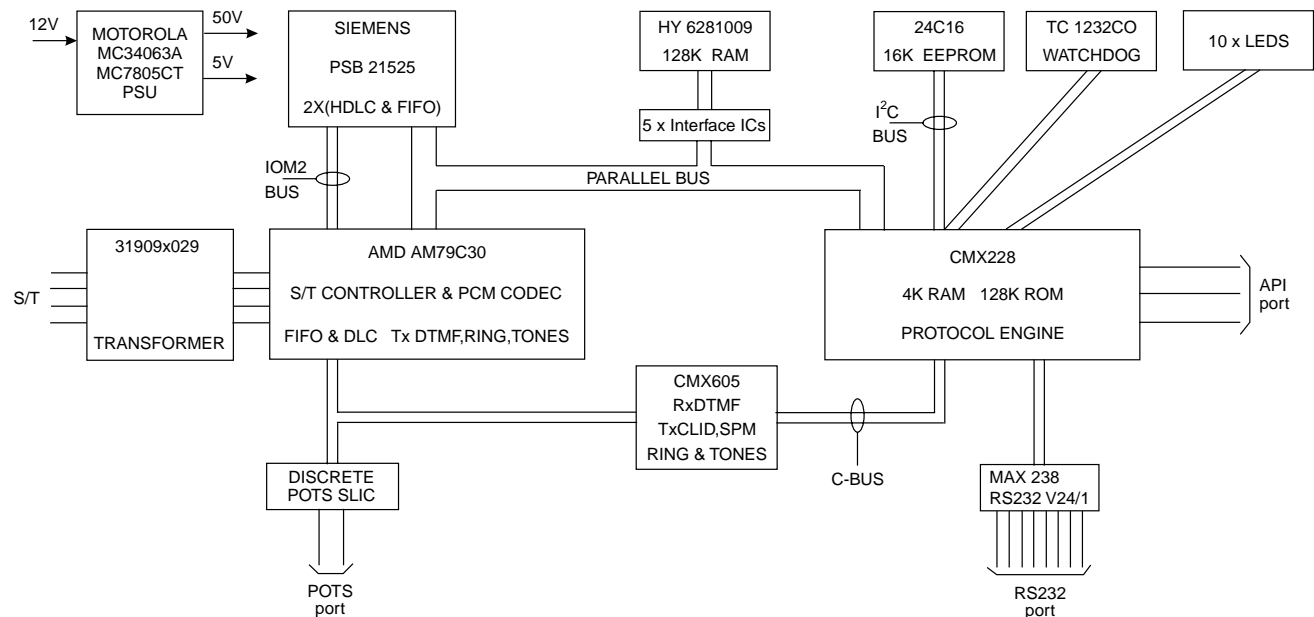 12V
MOTOROLA
MC34063A
MC7805CT
PSU
50V
5V
SIEMENS
PSB 21525
2X(HDLC & FIFO)
HY 6281009
128K RAM
5 x Interface ICs
24C16
16K EEPROM
TC 1232CO
WATCHDOG
10 x LEDS
I²C
BUS
IOM2
BUS
PARALLEL BUS
S/T
31909x029
TRANSFORMER
AMD AM79C30
S/T CONTROLLER & PCM CODEC
FIFO & DLC Tx DTMF,RING,TONES
CMX228
4K RAM 128K ROM
PROTOCOL ENGINE
API
port
CMX605
RxDTMF
TxCLID,SPM
RING & TONES
C-BUS
DISCRETE
POTS SLIC
POTS
port
MAX 238
RS232 V24/1
RS232
port